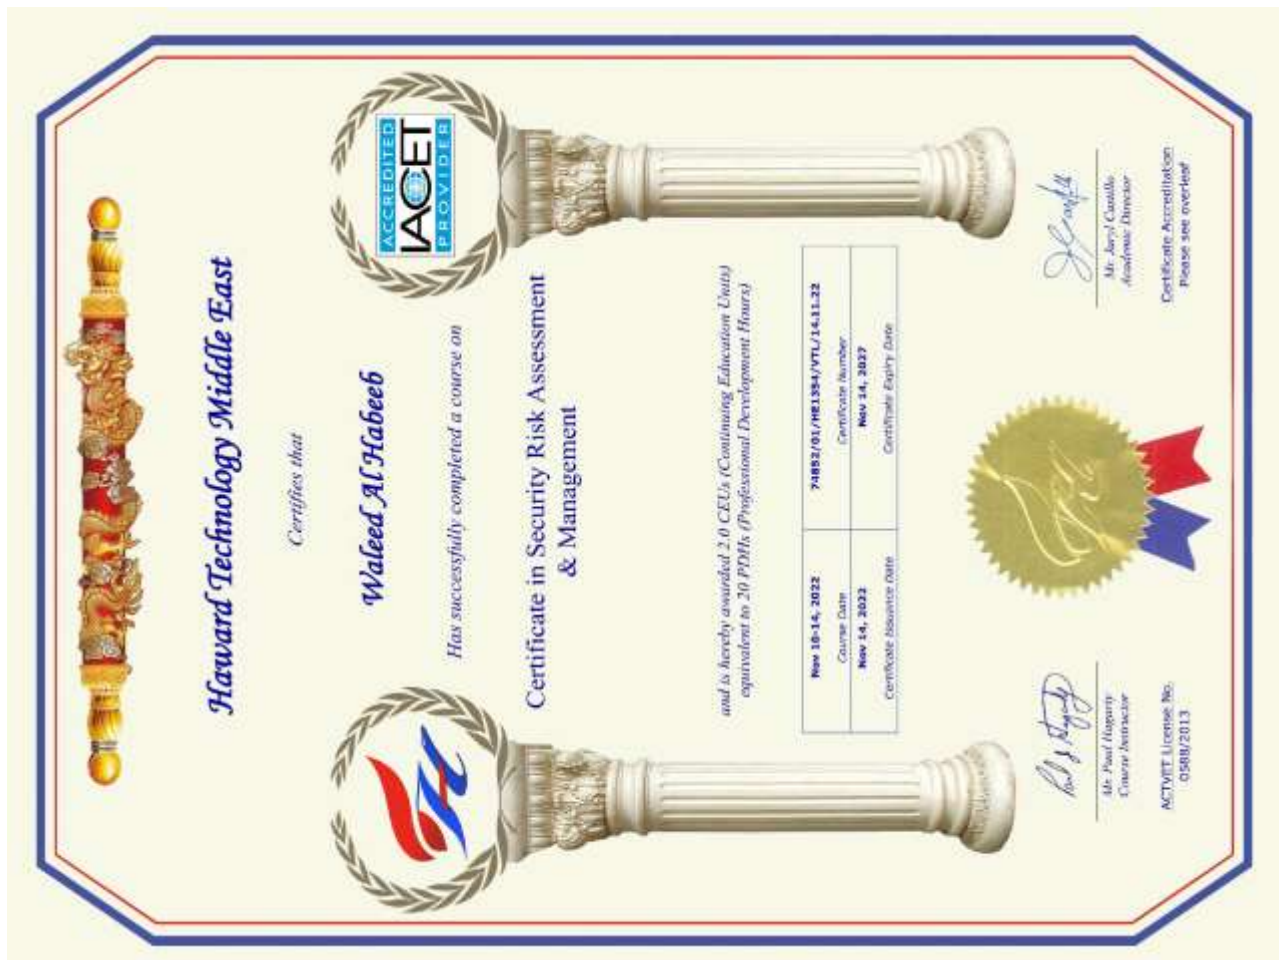 Haward Technology Middle East
Certifies that
Waleed Al Habeeb
Has successfully completed a course on
Certificate in Security Risk Assessment
& Management
ACCREDITED
IACET
PROVIDER
and is hereby awarded 2.0 CEUs (Continuing Education Units)
equivalent to 20 PDHs (Professional Development Hours)
Nov 10-14, 2022
Course Date
74852/01/HE1354/VTL/14.11.22
Certificate Number
Nov 14, 2022
Certificate Issuance Date
Nov 14, 2027
Certificate Expiry Date
Mr. Paul Hagarty
Course Instructor
Mr. Jaryl Castillo
Academic Director
ACTVET License No.
0588/2013
Certificate Accreditation
Please see overleaf